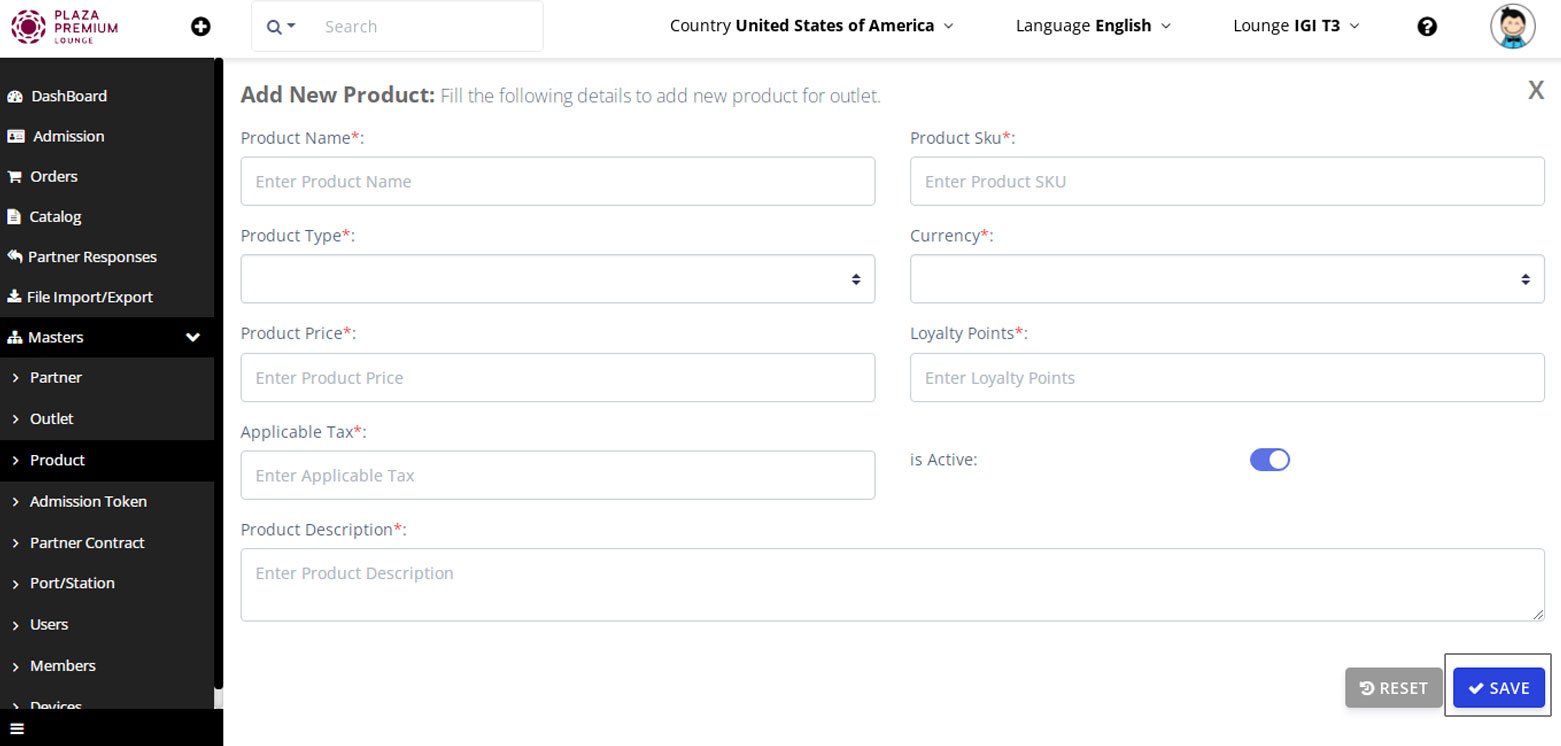 PLAZA
PREMIUM
LOUNGE
Search
Country United States of America
Language English
Lounge IGI T3
DashBoard
Admission
Orders
Catalog
Partner Responses
File Import/Export
Masters
Partner
Outlet
Product
Admission Token
Partner Contract
Port/Station
Users
Members
Devices
Add New Product: Fill the following details to add new product for outlet.
X
Product Name*:
Enter Product Name
Product Sku*:
Enter Product SKU
Product Type*:
Currency*:
Product Price*:
Enter Product Price
Loyalty Points*:
Enter Loyalty Points
Applicable Tax*:
Enter Applicable Tax
is Active:
Product Description*:
Enter Product Description
RESET
SAVE